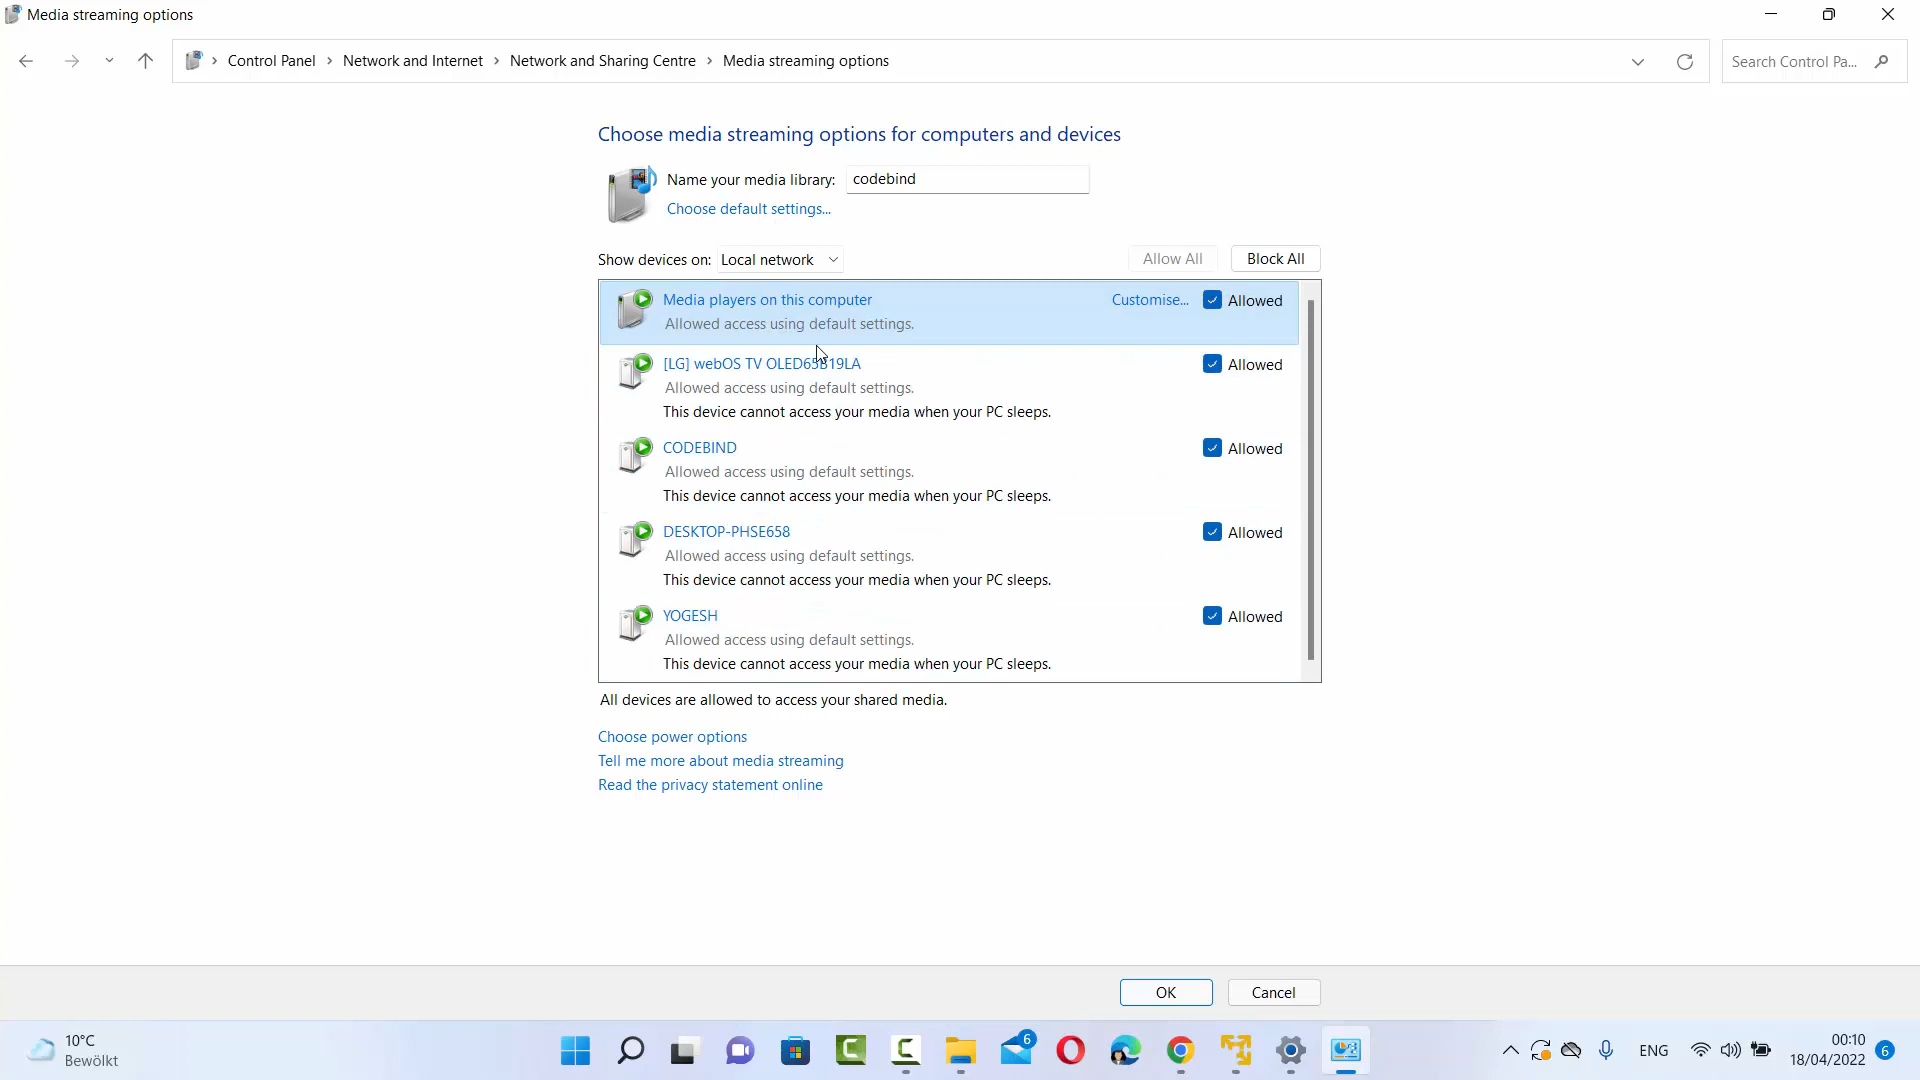 Media streaming options
Control Panel > Network and Internet > Network and Sharing Centre > Media streaming options
Search Control Pa...
Choose media streaming options for computers and devices
Name your media library: codebind
Choose default settings...
Show devices on: Local network
Allow All Block All
Media players on this computer Customise... Allowed
Allowed access using default settings.
[LG] webOS TV OLED65B19LA Allowed
Allowed access using default settings.
This device cannot access your media when your PC sleeps.
CODEBIND Allowed
Allowed access using default settings.
This device cannot access your media when your PC sleeps.
DESKTOP-PHSE658 Allowed
Allowed access using default settings.
This device cannot access your media when your PC sleeps.
YOGESH Allowed
Allowed access using default settings.
This device cannot access your media when your PC sleeps.
All devices are allowed to access your shared media.
Choose power options
Tell me more about media streaming
Read the privacy statement online
OK Cancel
10°C
Bewölkt
6
ENG
00:10
18/04/2022
6